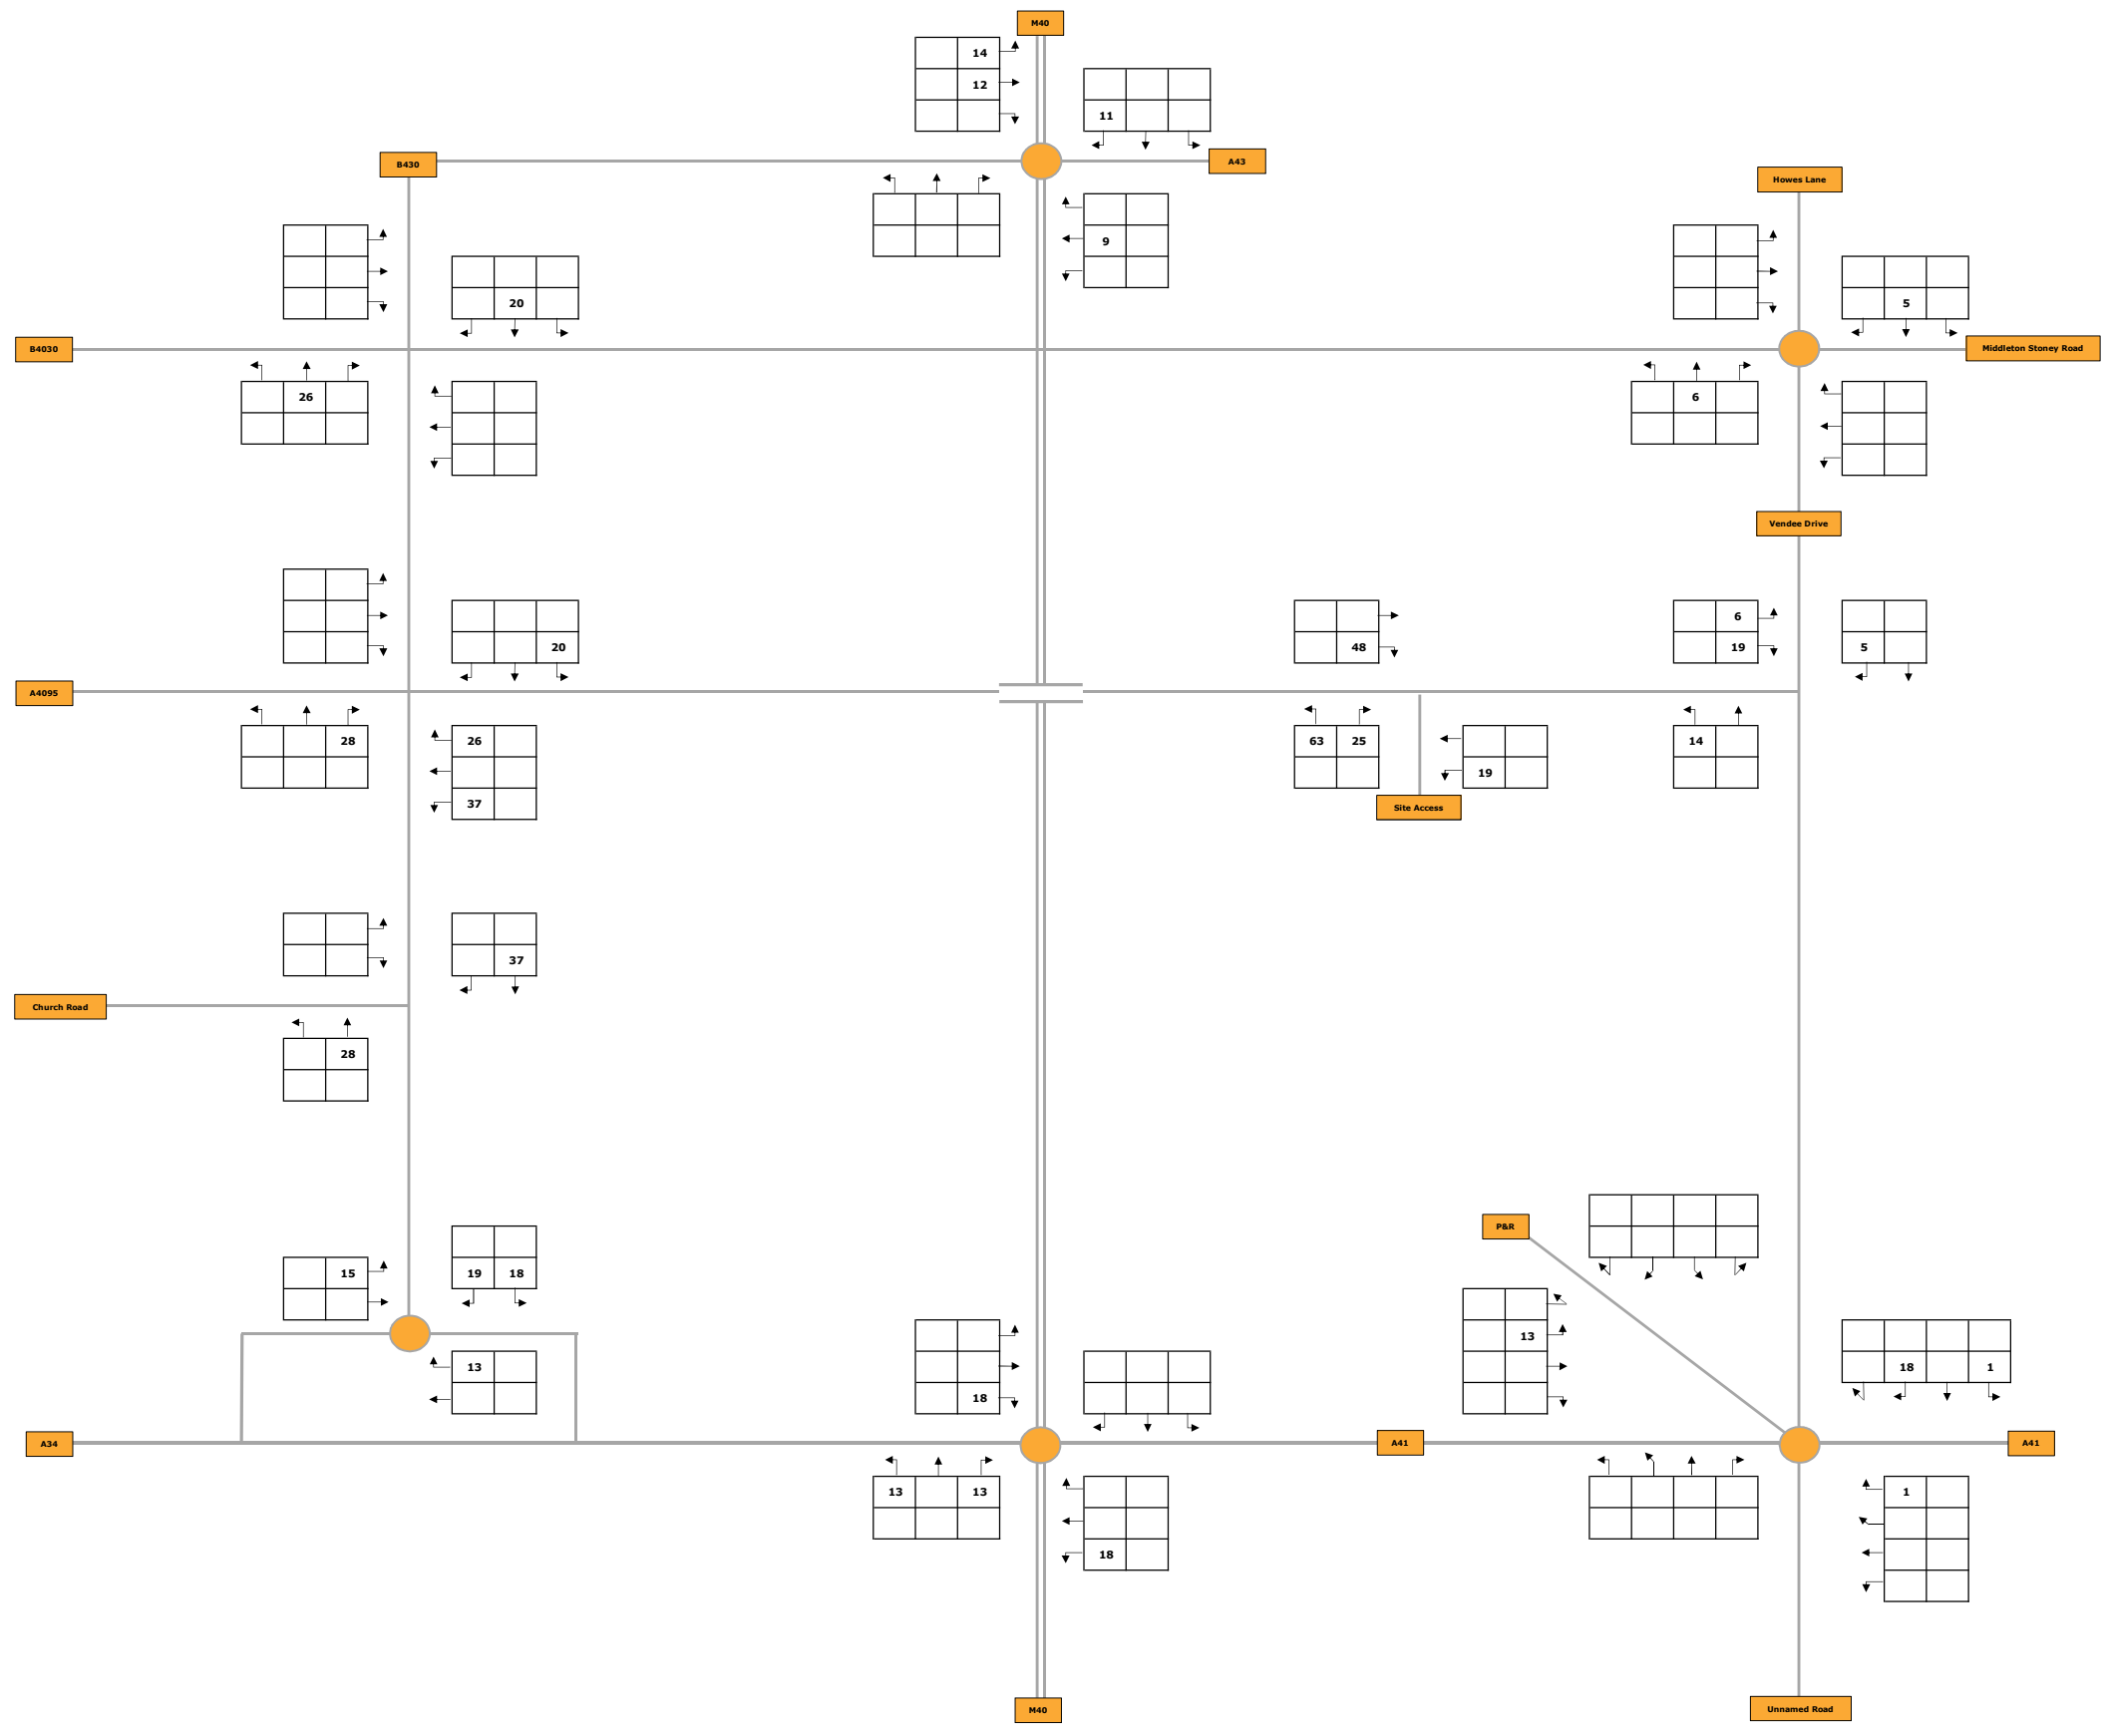 M40
14
12
11
B430
A43
Howes Lane
9
20
5
B4030
Middleton Stoney Road
26
6
Vendee Drive
6
48
19
20
5
A4095
28
26
63
25
14
37
19
Site Access
37
Church Road
28
P&R
15
19
18
13
13
18
18
1
A34
A41
A41
13
13
1
18
M40
Unnamed Road